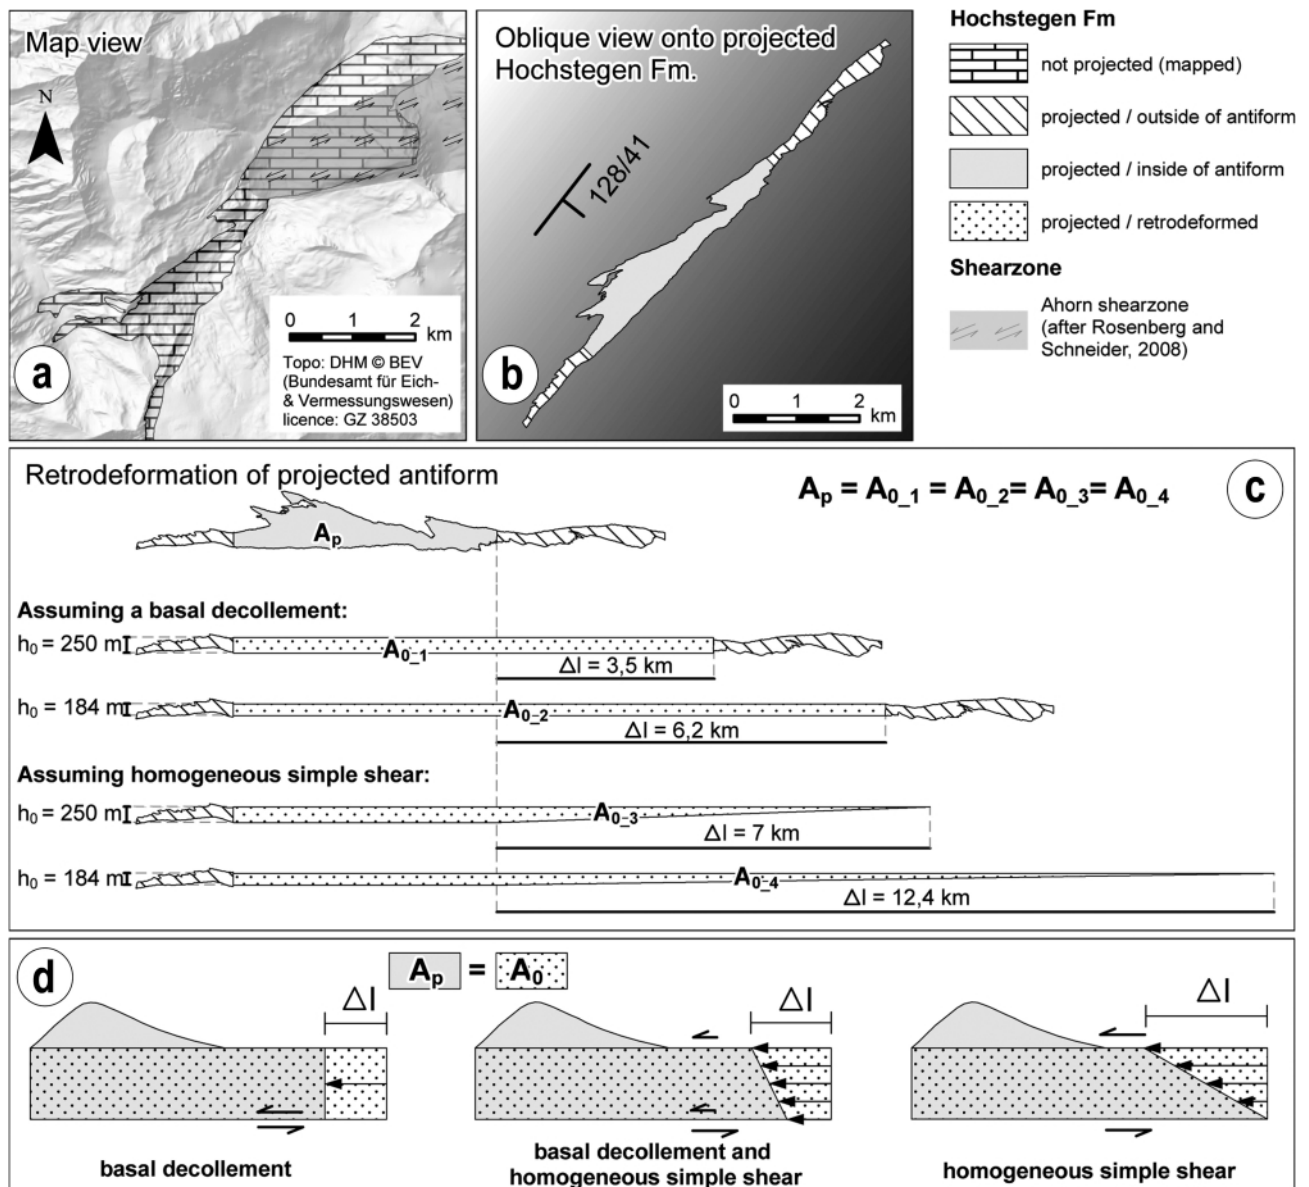 Map view
N
0 1 2 km
Topo: DHM © BEV
(Bundesamt für Eich-
& Vermessungswesen)
licence: GZ 38503
a
Oblique view onto projected
Hochstegen Fm.
128/41
b
0 1 2 km
Hochstegen Fm
not projected (mapped)
projected / outside of antiform
projected / inside of antiform
projected / retrodeformed
Shearzone
Ahorn shearzone
(after Rosenberg and
Schneider, 2008)
Retrodeformation of projected antiform
Ap = A0_1 = A0_2= A0_3= A0_4
c
Ap
Assuming a basal decollement:
h0 = 250 m
A0_1
Δl = 3,5 km
h0 = 184 m
A0_2
Δl = 6,2 km
Assuming homogeneous simple shear:
h0 = 250 m
A0_3
Δl = 7 km
h0 = 184 m
A0_4
Δl = 12,4 km
d
Ap = A0
Δl
Δl
Δl
basal decollement
basal decollement and
homogeneous simple shear
homogeneous simple shear